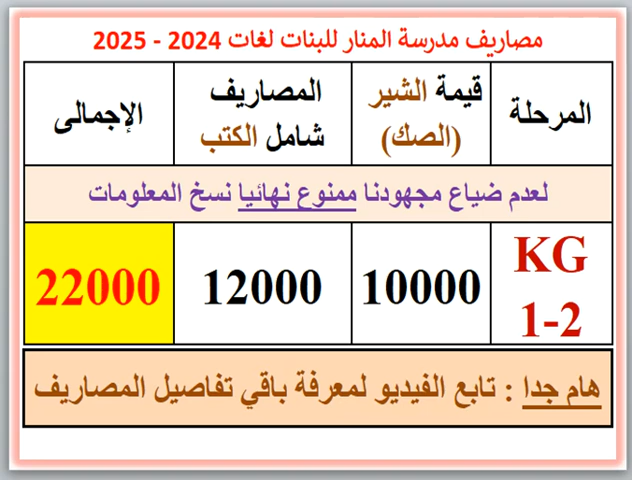 مصاريف مدرسة المنار للبنات لغات 2024 - 2025
المرحلة
قيمة الشير
(الصك)
المصاريف
شامل الكتب
الإجمالى
لعدم ضياع مجهودنا ممنوع نهائيا نسخ المعلومات
KG
1-2
10000
12000
22000
هام جدا : تابع الفيديو لمعرفة باقي تفاصيل المصاريف